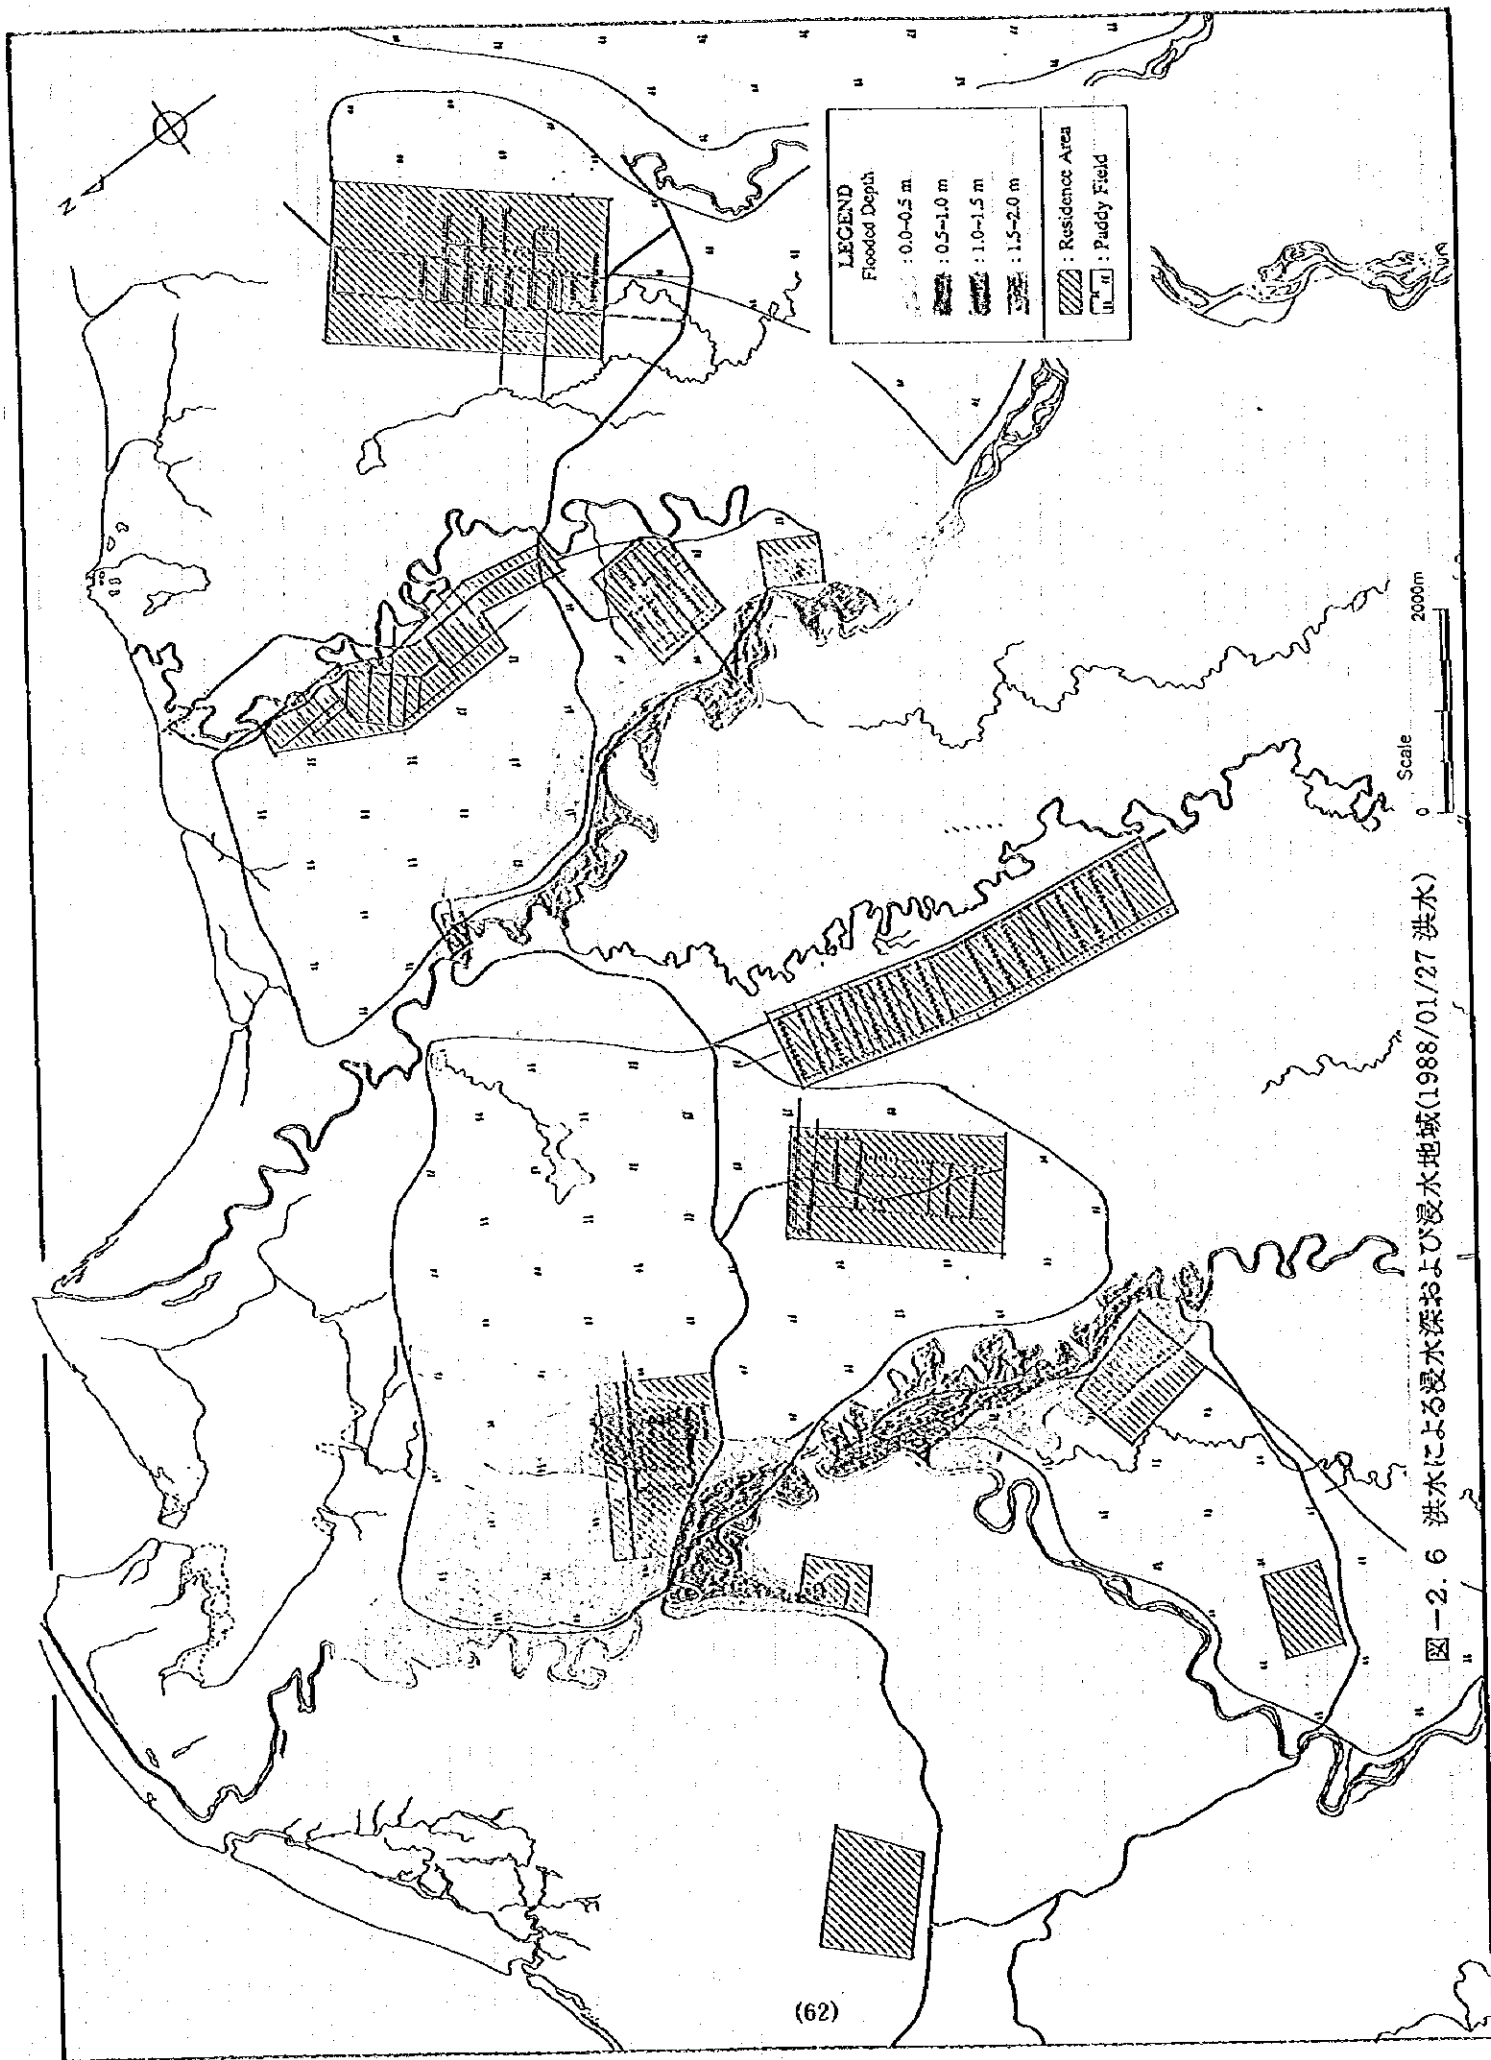 N
LEGEND
Flooded Depth
: 0.0-0.5 m
: 0.5-1.0 m
: 1.0-1.5 m
: 1.5-2.0 m
: Residence Area
: Paddy Field
Scale
0 2000m
図-2.6 洪水による浸水深および浸水地域(1988/01/27 洪水)
(62)